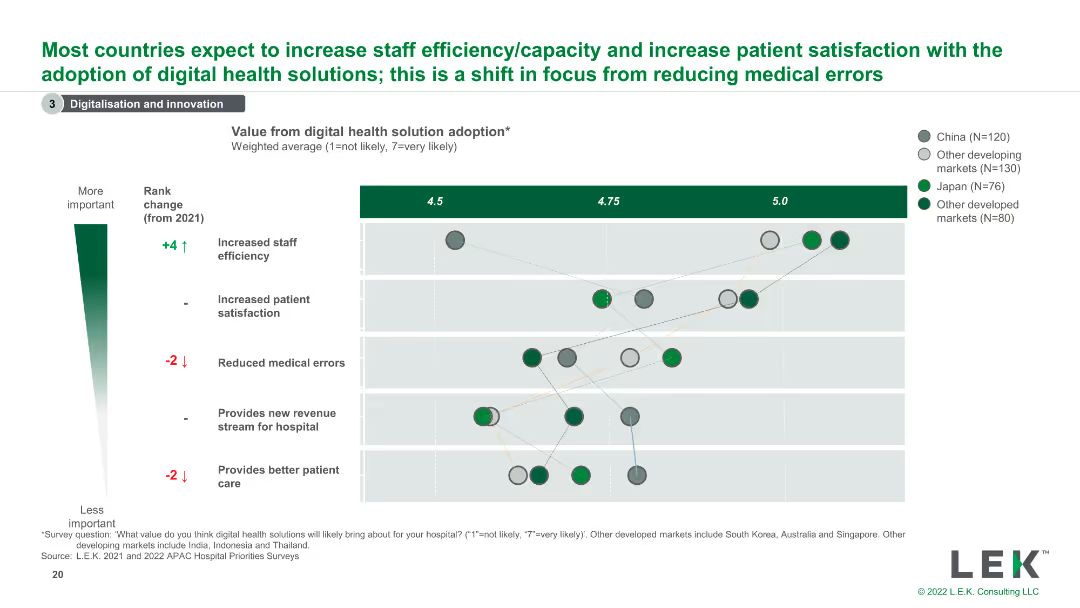 Most countries expect to increase staff efficiency/capacity and increase patient satisfaction with the
adoption of digital health solutions; this is a shift in focus from reducing medical errors
3 Digitalisation and innovation
Value from digital health solution adoption*
Weighted average (1=not likely, 7=very likely)
China (N=120)
Other developing
markets (N=130)
Japan (N=76)
Other developed
markets (N=80)
More
important
Rank
change
(from 2021)
4.5 4.75 5.0
+4 ↑ Increased staff
efficiency
- Increased patient
satisfaction
-2 ↓ Reduced medical errors
- Provides new revenue
stream for hospital
-2 ↓ Provides better patient
care
Less
important
*Survey question: 'What value do you think digital health solutions will likely bring about for your hospital? ("1"=not likely, "7"=very likely)'. Other developed markets include South Korea, Australia and Singapore. Other
developing markets include India, Indonesia and Thailand.
Source: L.E.K. 2021 and 2022 APAC Hospital Priorities Surveys
20
LEK™
© 2022 L.E.K. Consulting LLC